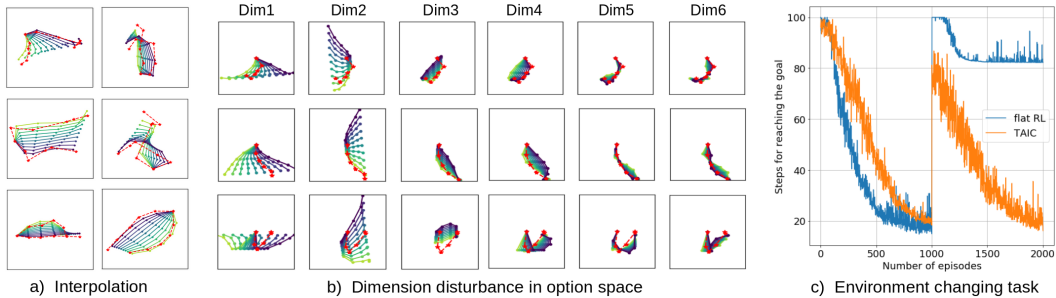 Dim1 Dim2 Dim3 Dim4 Dim5 Dim6
100
80
60
40
20
Steps for reaching the goal
flat RL
TAIC
0 500 1000 1500 2000
Number of episodes
a) Interpolation
b) Dimension disturbance in option space
c) Environment changing task